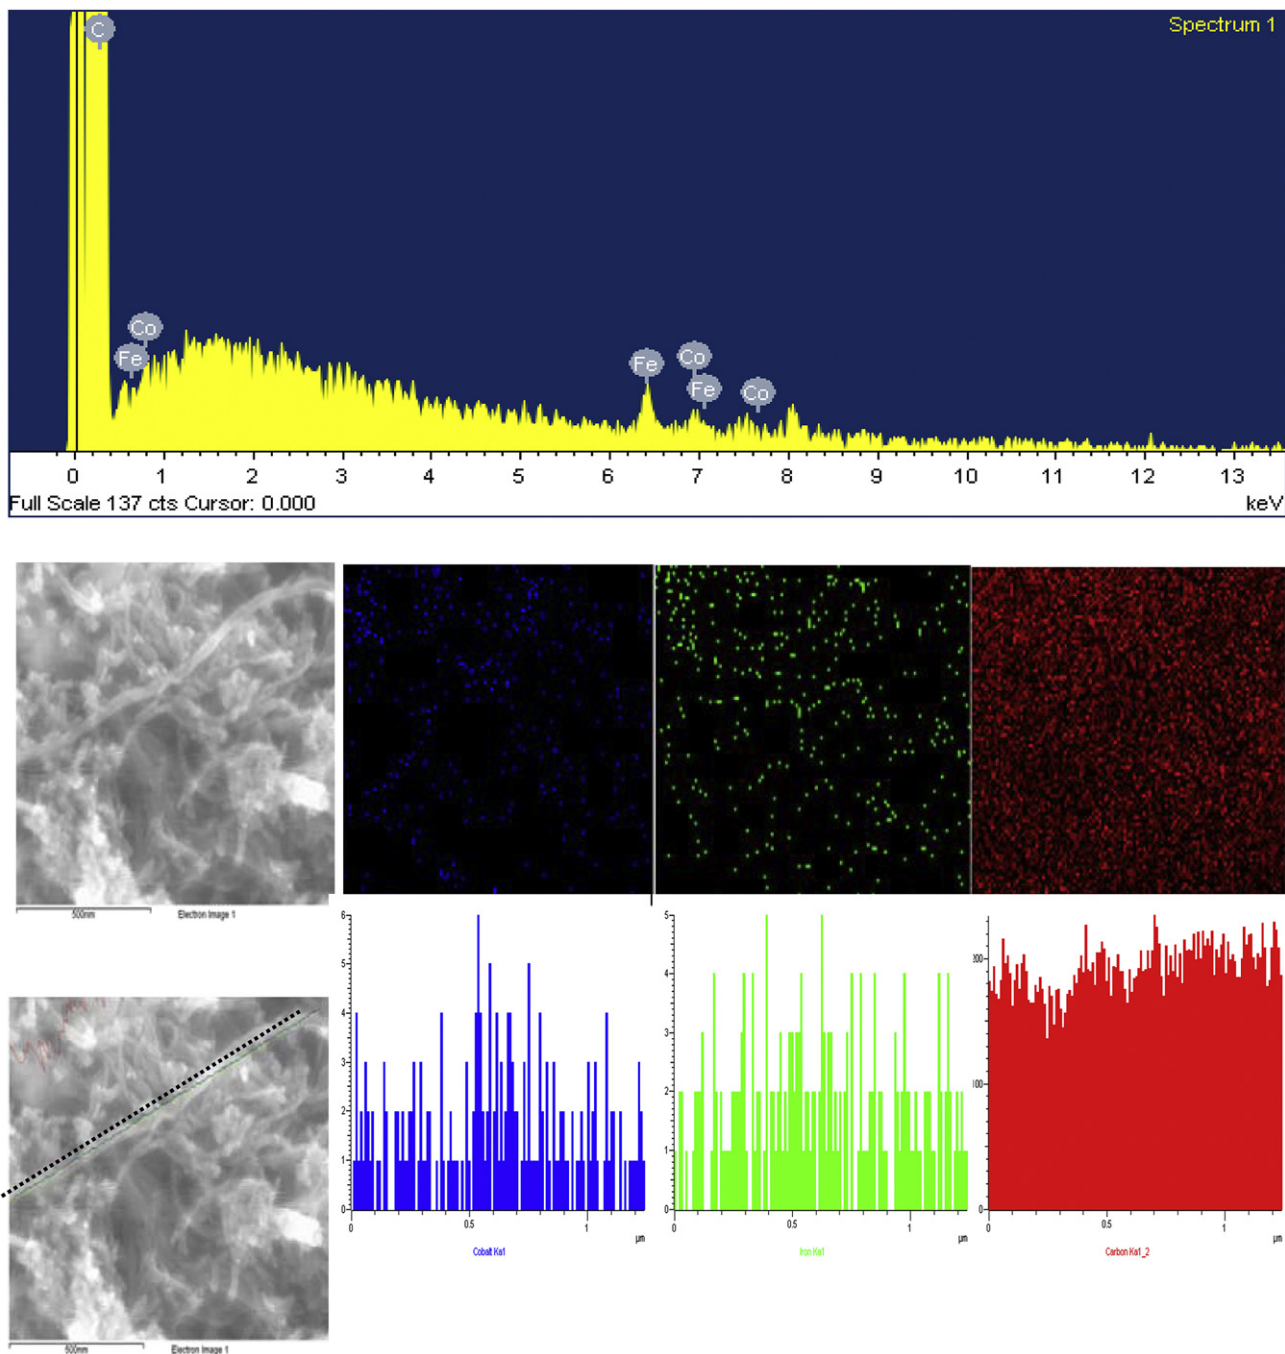 Spectrum 1
C
Co
Fe
Fe
Co
Fe
Co
0 1 2 3 4 5 6 7 8 9 10 11 12 13
Full Scale 137 cts Cursor: 0.000 keV
500nm Electron Image 1
6
5
4
3
2
1
0
0 0.5 1 µm
Cobalt Ka1
5
4
3
2
1
0
0 0.5 1 µm
Iron Ka1
200
100
0
0 0.5 1 µm
Carbon Ka1_2
500nm Electron Image 1